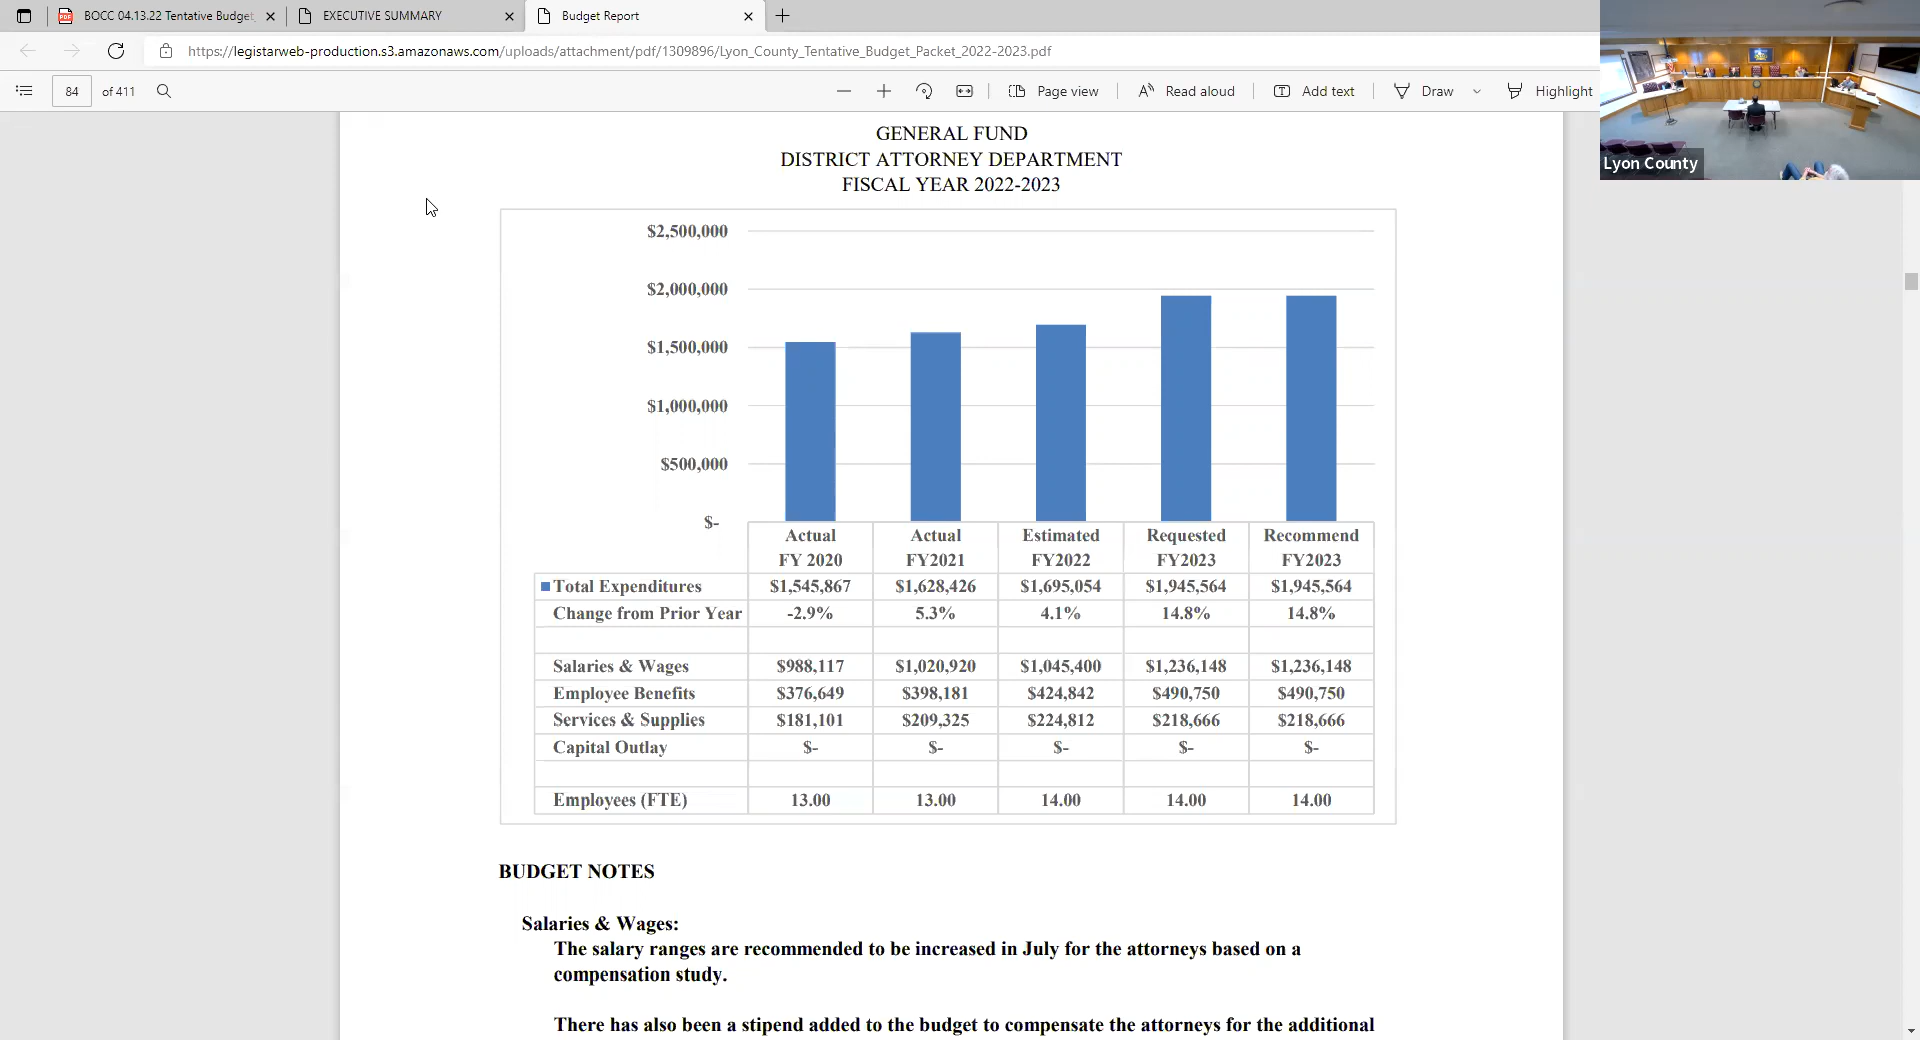 BOCC 04.13.22 Tentative Budget
EXECUTIVE SUMMARY
Budget Report
https://legistarweb-production.s3.amazonaws.com/uploads/attachment/pdf/1309896/Lyon_County_Tentative_Budget_Packet_2022-2023.pdf
84 of 411
Page view
Read aloud
Add text
Draw
Highlight
Lyon County
GENERAL FUND
DISTRICT ATTORNEY DEPARTMENT
FISCAL YEAR 2022-2023
$2,500,000
$2,000,000
$1,500,000
$1,000,000
$500,000
$-
Actual FY 2020 Actual FY2021 Estimated FY2022 Requested FY2023 Recommend FY2023
Total Expenditures $1,545,867 $1,628,426 $1,695,054 $1,945,564 $1,945,564
Change from Prior Year -2.9% 5.3% 4.1% 14.8% 14.8%
Salaries & Wages $988,117 $1,020,920 $1,045,400 $1,236,148 $1,236,148
Employee Benefits $376,649 $398,181 $424,842 $490,750 $490,750
Services & Supplies $181,101 $209,325 $224,812 $218,666 $218,666
Capital Outlay $- $- $- $- $-
Employees (FTE) 13.00 13.00 14.00 14.00 14.00
BUDGET NOTES
Salaries & Wages:
The salary ranges are recommended to be increased in July for the attorneys based on a
compensation study.
There has also been a stipend added to the budget to compensate the attorneys for the additional